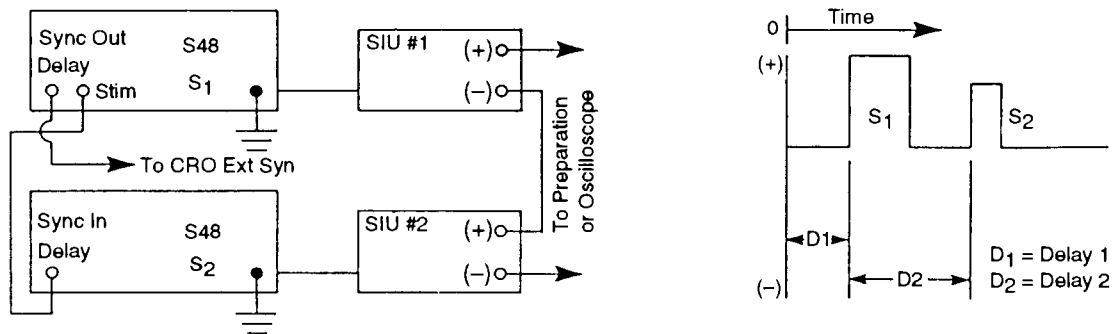 Sync Out
Delay
Stim
S48
S1
SIU #1
(+)
(−)
To CRO Ext Syn
Sync In
Delay
S48
S2
SIU #2
(+)
(−)
To Preparation
or Oscilloscope
0
Time
(+)
S1
S2
D1
D2
(−)
D1 = Delay 1
D2 = Delay 2